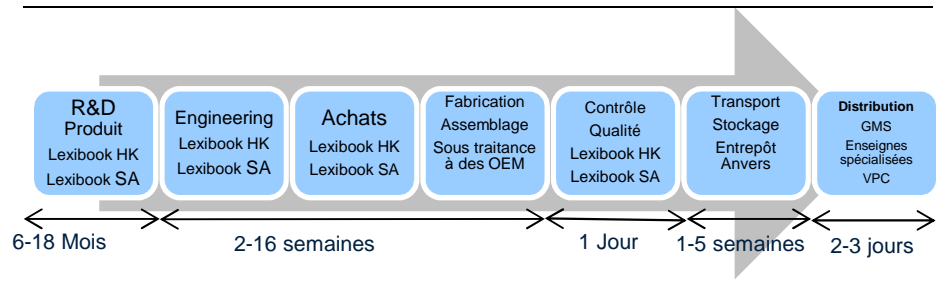 R&D
Produit
Lexibook HK
Lexibook SA
Engineering
Lexibook HK
Lexibook SA
Achats
Lexibook HK
Lexibook SA
Fabrication
Assemblage
Sous traitance
à des OEM
Contrôle
Qualité
Lexibook HK
Lexibook SA
Transport
Stockage
Entrepôt
Anvers
Distribution
GMS
Enseignes
spécialisées
VPC
6-18 Mois
2-16 semaines
1 Jour
1-5 semaines
2-3 jours